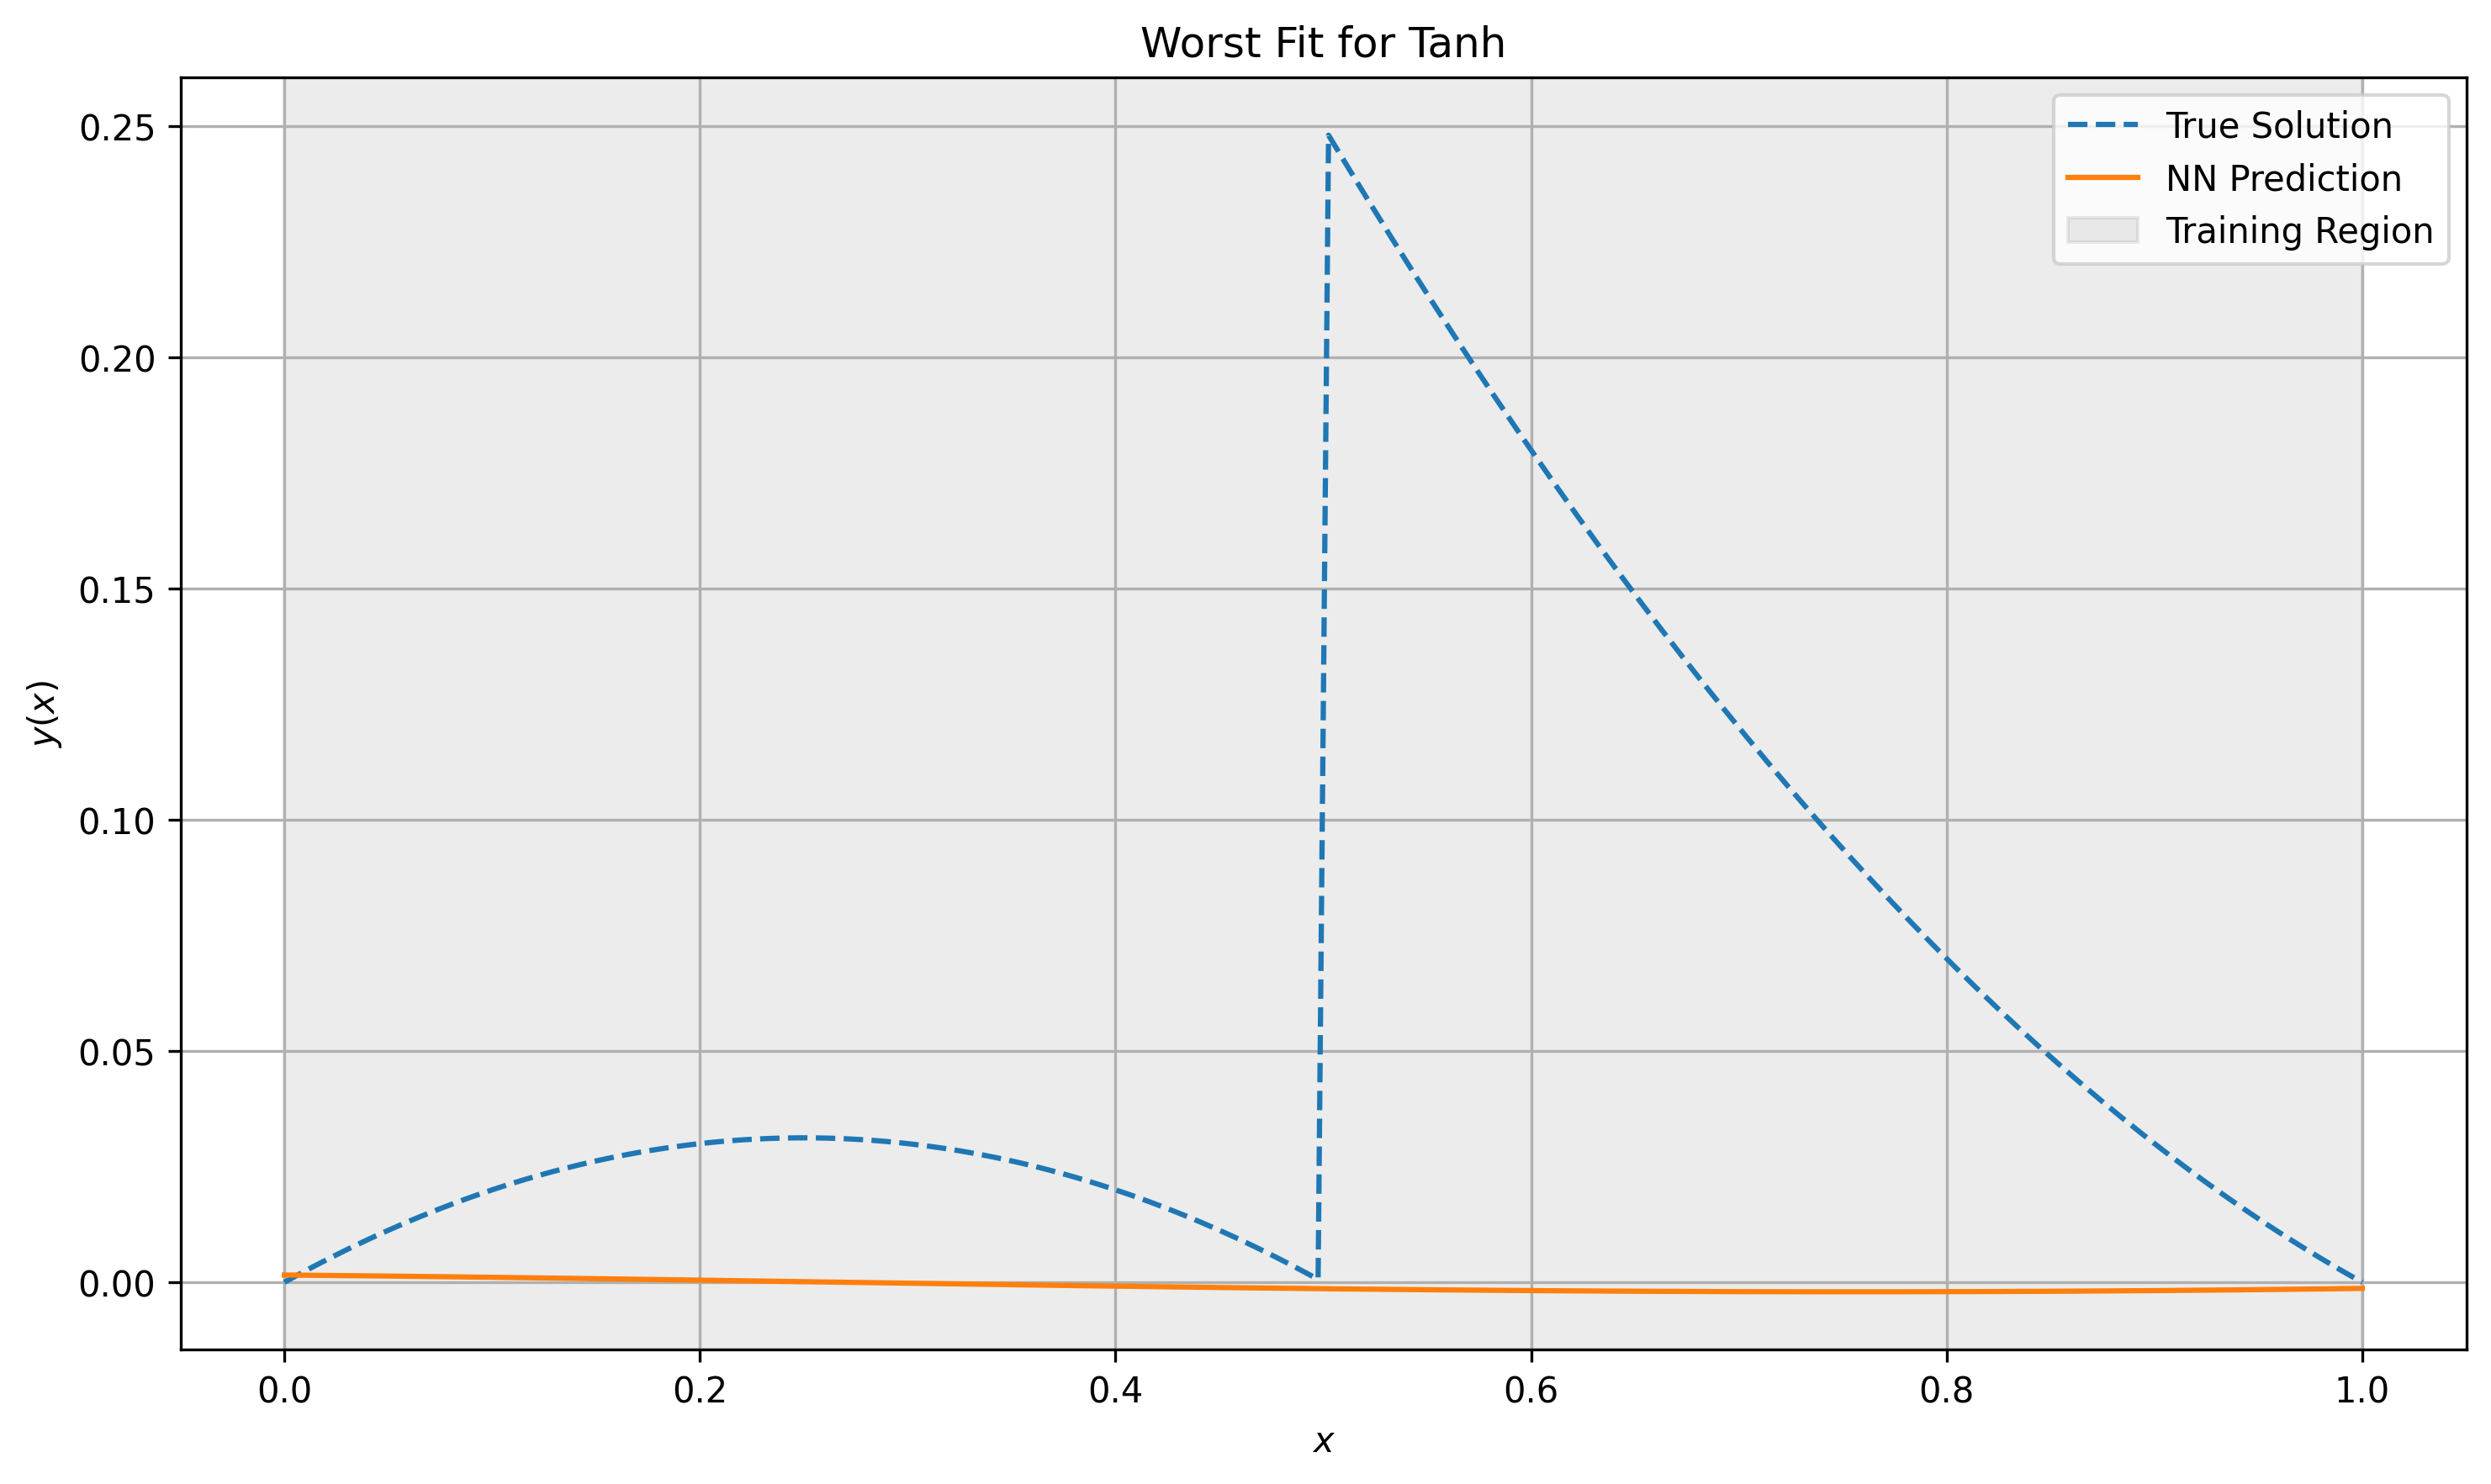 Worst Fit for Tanh
True Solution
NN Prediction
Training Region
0.25
0.20
0.15
0.10
0.05
0.00
y(x)
0.0 0.2 0.4 0.6 0.8 1.0
x